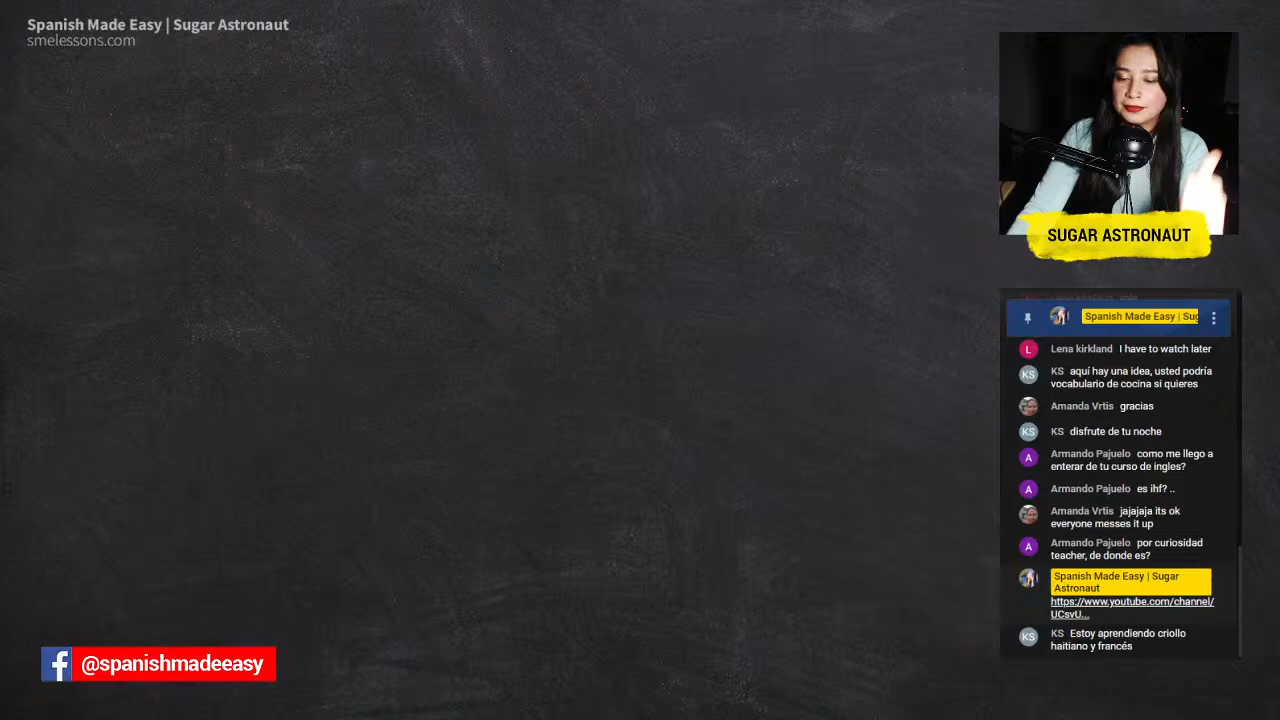 Spanish Made Easy | Sugar Astronaut
smelessons.com
SUGAR ASTRONAUT
Spanish Made Easy | Sug
L Lena kirkland I have to watch later
KS KS aquí hay una idea, usted podría
vocabulario de cocina si quieres
Amanda Vrtis gracias
KS KS disfrute de tu noche
A Armando Pajuelo como me llego a
enterar de tu curso de ingles?
A Armando Pajuelo es ihf? ..
Amanda Vrtis jajajaja its ok
everyone messes it up
A Armando Pajuelo por curiosidad
teacher, de donde es?
Spanish Made Easy | Sugar
Astronaut
https://www.youtube.com/channel/
UCsvU...
KS KS Estoy aprendiendo criollo
haitiano y francés
f @spanishmadeeasy